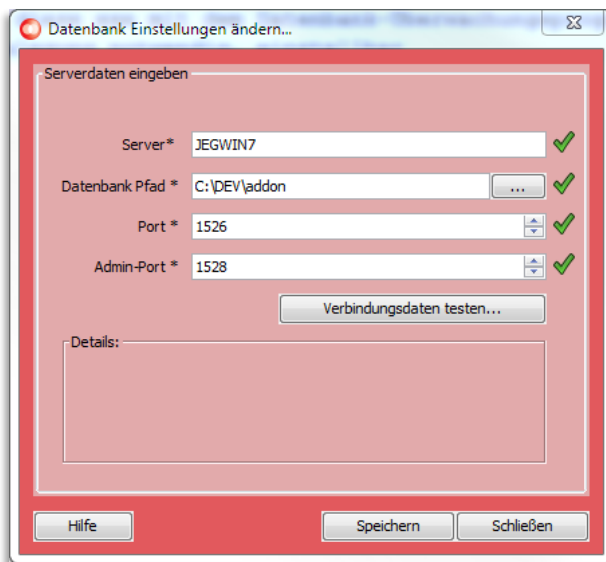 Datenbank Einstellungen ändern...
Serverdaten eingeben
Server* JEGWIN7
Datenbank Pfad * C:\DEV\addon ...
Port * 1526
Admin-Port * 1528
Verbindungsdaten testen...
Details:
Hilfe Speichern Schließen